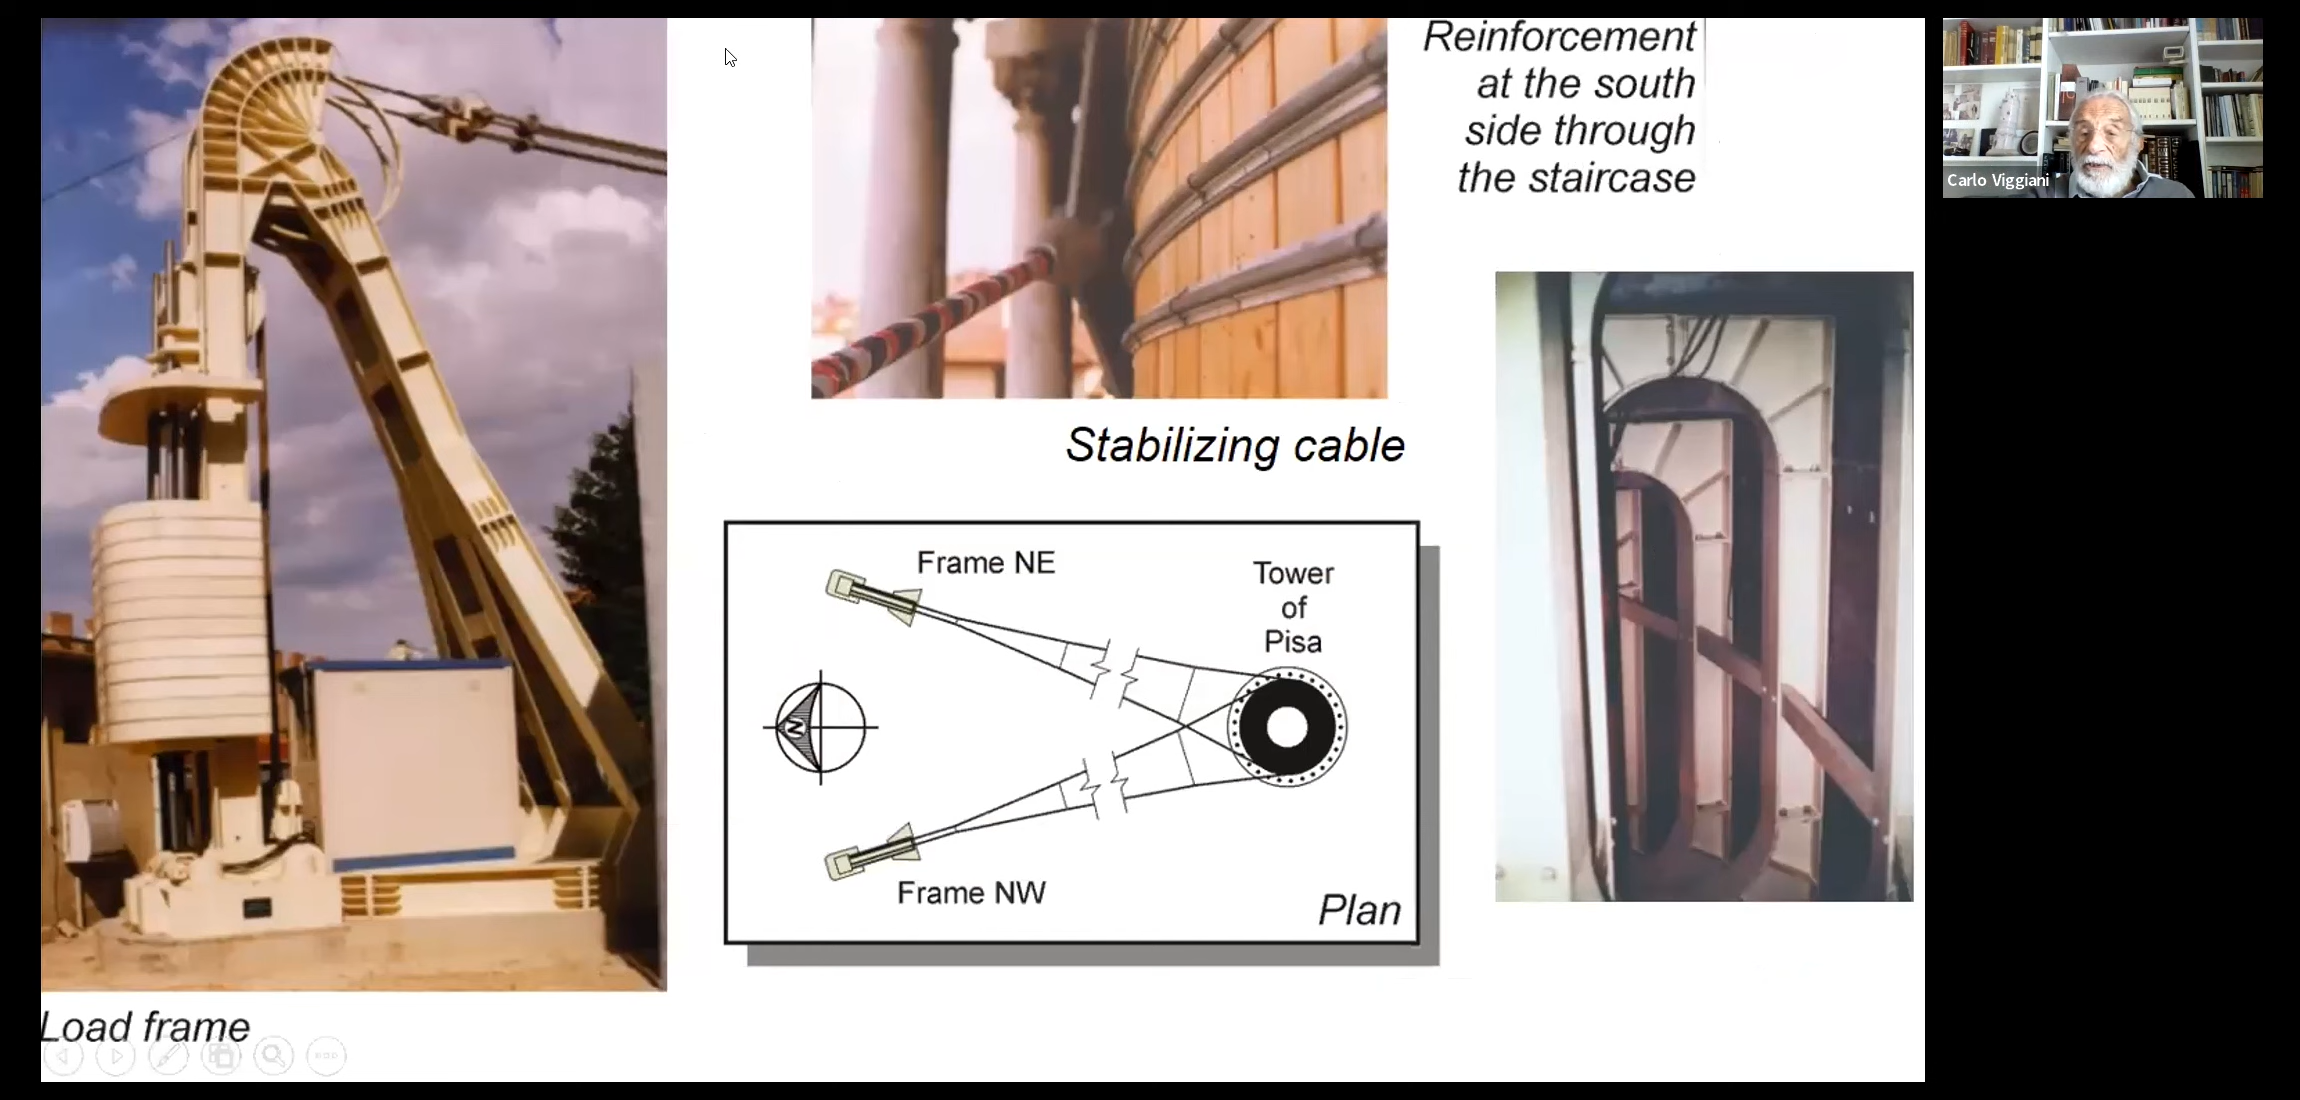 Reinforcement
at the south
side through
the staircase
Carlo Viggiani
Stabilizing cable
Frame NE
Tower
of
Pisa
N
Frame NW
Plan
Load frame